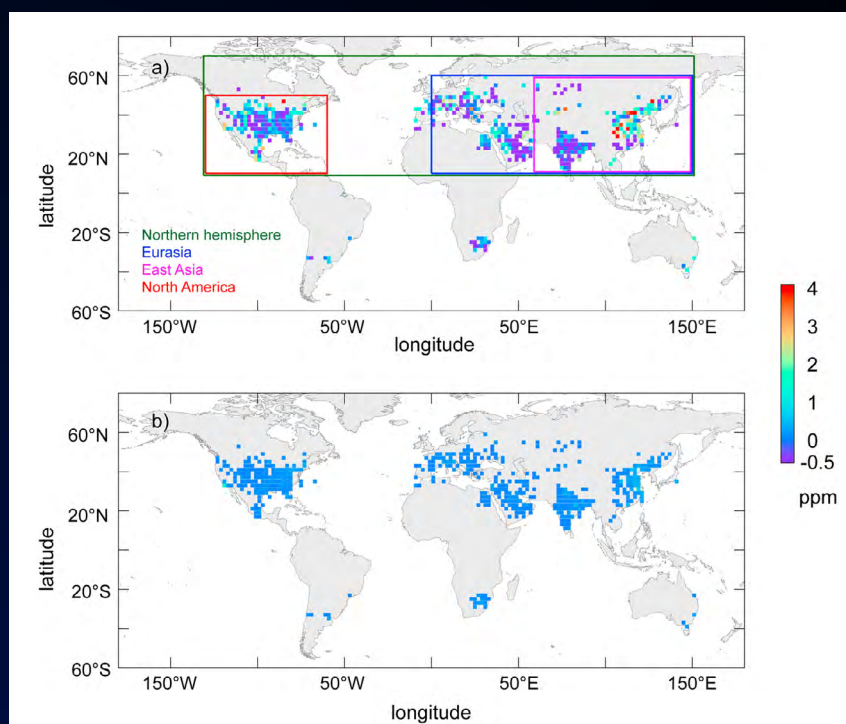 a)
60°N
20°N
20°S
60°S
latitude
Northern hemisphere
Eurasia
East Asia
North America
150°W
50°W
50°E
150°E
longitude
4
3
2
1
0
-0.5
ppm
b)
60°N
20°N
20°S
60°S
latitude
150°W
50°W
50°E
150°E
longitude